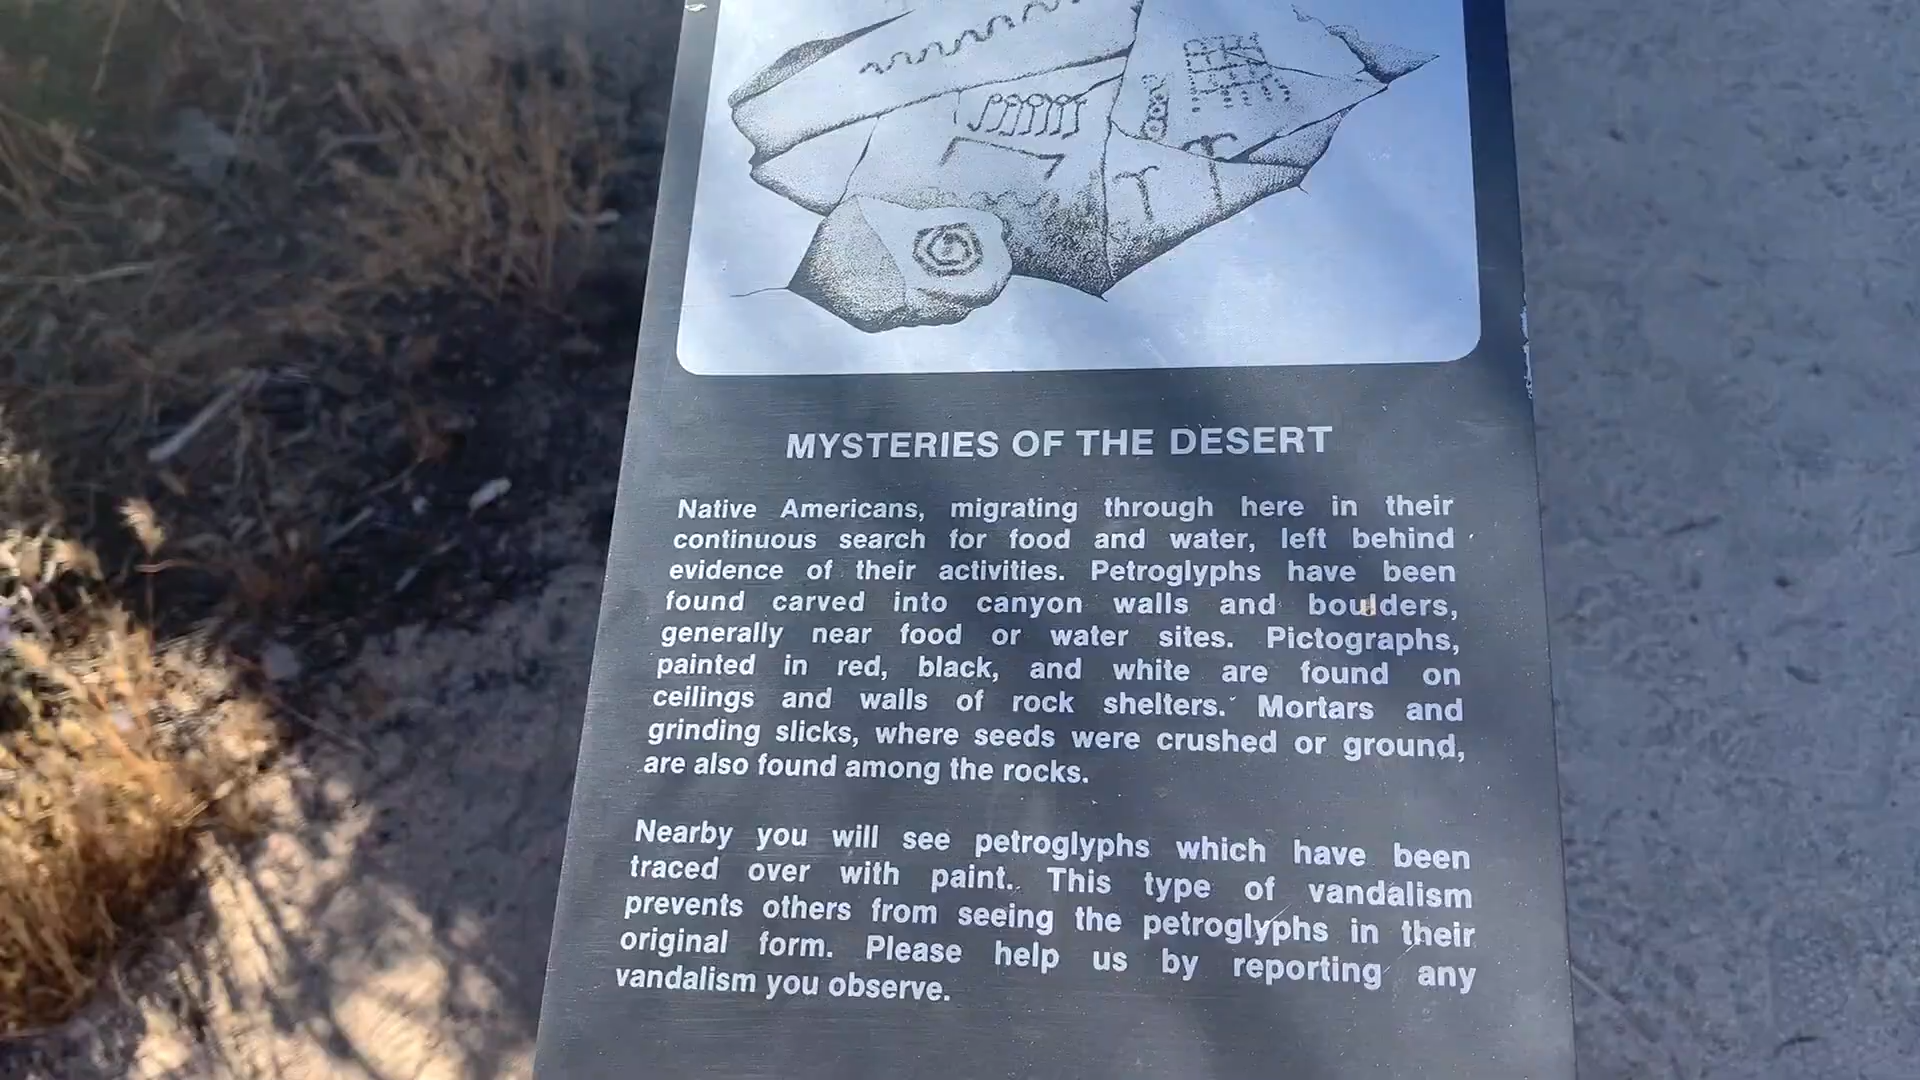 MYSTERIES OF THE DESERT
Native Americans, migrating through here in their
continuous search for food and water, left behind
evidence of their activities. Petroglyphs have been
found carved into canyon walls and boulders,
generally near food or water sites. Pictographs,
painted in red, black, and white are found on
ceilings and walls of rock shelters. Mortars and
grinding slicks, where seeds were crushed or ground,
are also found among the rocks.
Nearby you will see petroglyphs which have been
traced over with paint. This type of vandalism
prevents others from seeing the petroglyphs in their
original form. Please help us by reporting any
vandalism you observe.